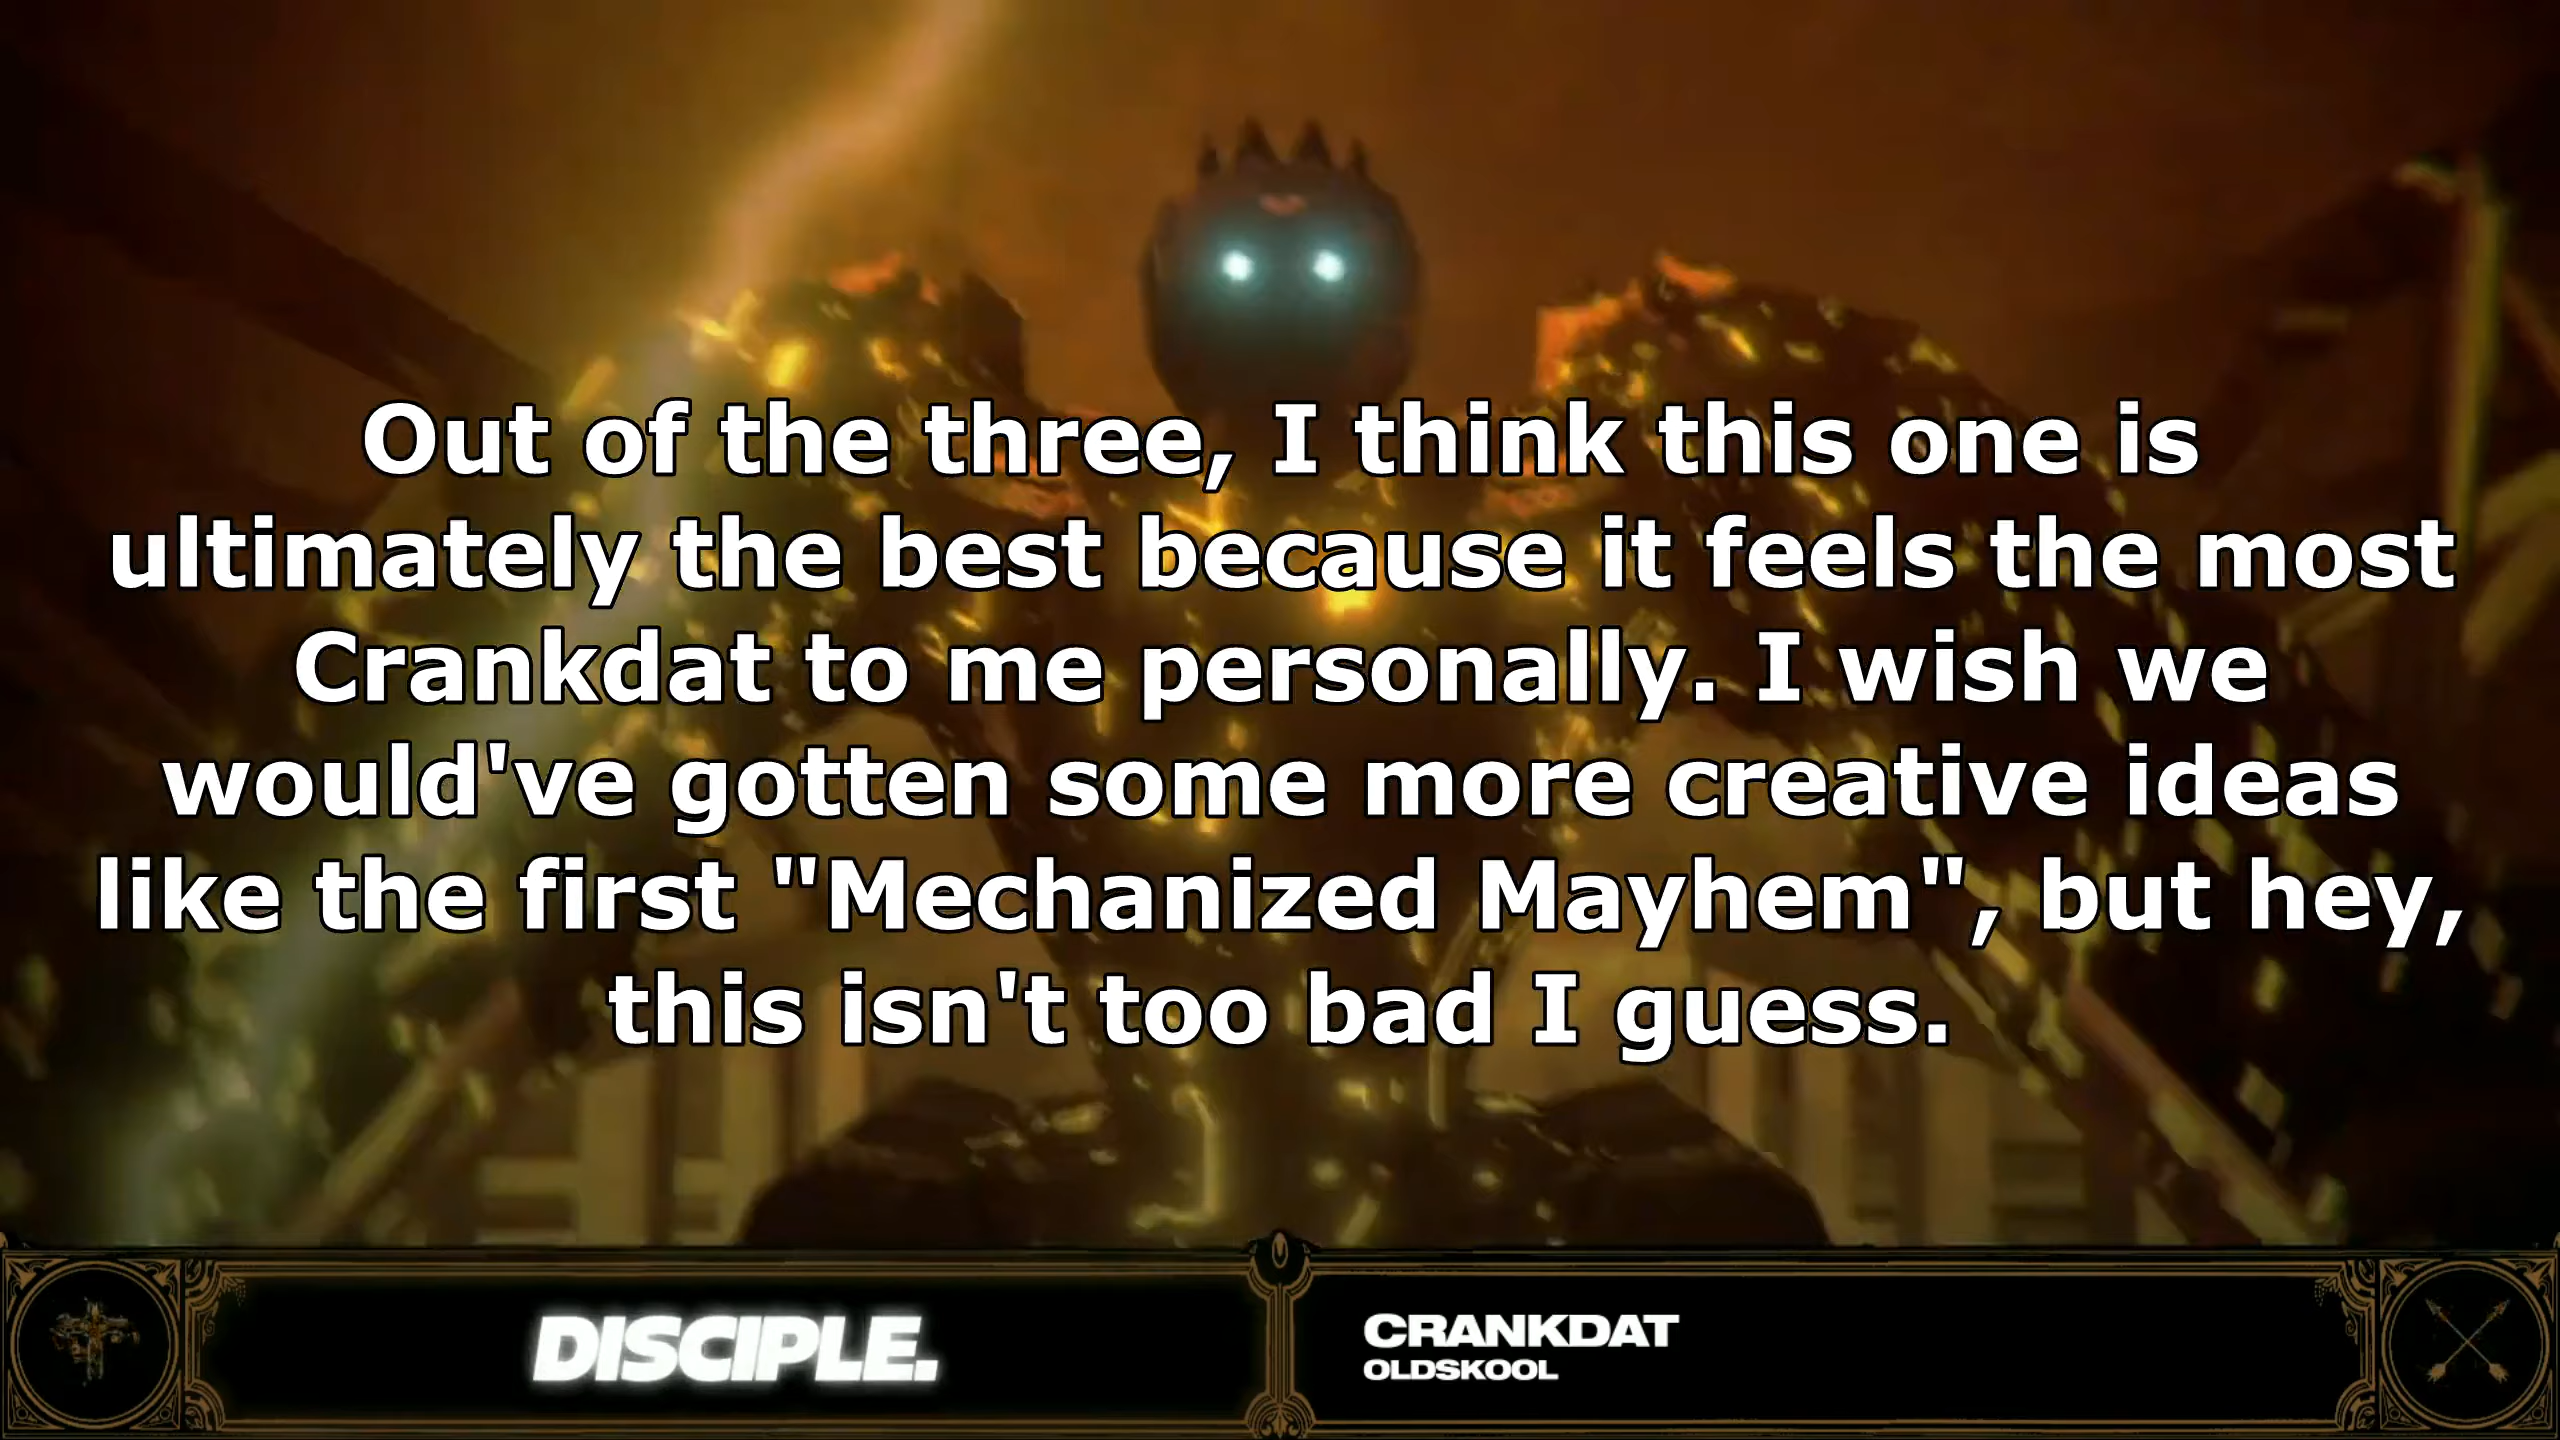 Out of the three, I think this one is
ultimately the best because it feels the most
Crankdat to me personally. I wish we
would've gotten some more creative ideas
like the first "Mechanized Mayhem", but hey,
this isn't too bad I guess.
DISCIPLE.
CRANKDAT
OLDSKOOL